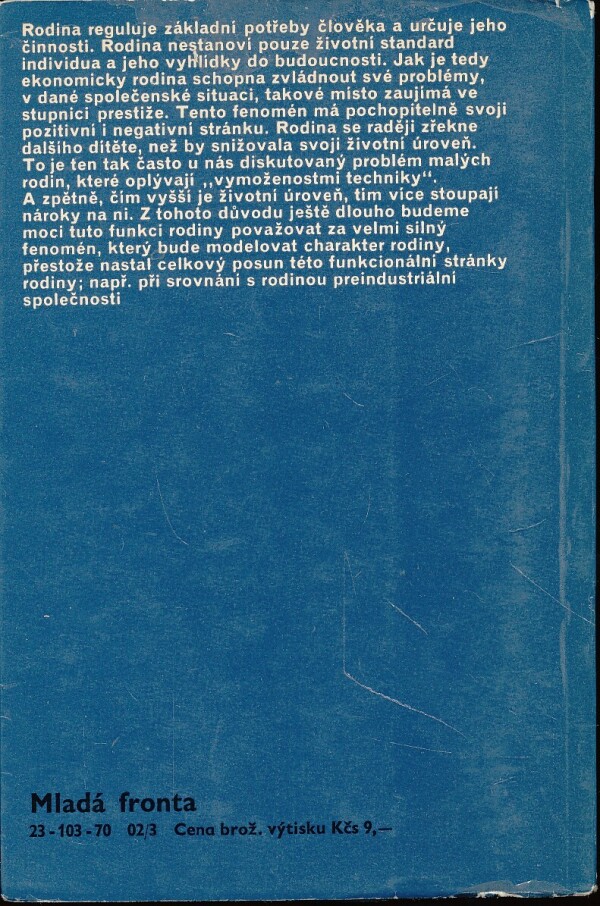 Rodina reguluje základní potřeby člověka a určuje jeho
činnosti. Rodina nestanoví pouze životní standard
individua a jeho vyhlídky do budoucnosti. Jak je tedy
ekonomicky rodina schopna zvládnout své problémy,
v dané společenské situaci, takové místo zaujímá ve
stupnici prestiže. Tento fenomén má pochopitelně svoji
pozitivní i negativní stránku. Rodina se raději zřekne
dalšího dítěte, než by snižovala svoji životní úroveň.
To je ten tak často u nás diskutovaný problém malých
rodin, které oplývají „vymoženostmi techniky“.
A zpětně, čím vyšší je životní úroveň, tím více stoupají
nároky na ni. Z tohoto důvodu ještě dlouho budeme
moci tuto funkci rodiny považovat za velmi silný
fenomén, který bude modelovat charakter rodiny,
přestože nastal celkový posun této funkcionální stránky
rodiny; např. při srovnání s rodinou preindustriální
společnosti
Mladá fronta
23-103-70 02/3 Cena brož. výtisku Kčs 9,—